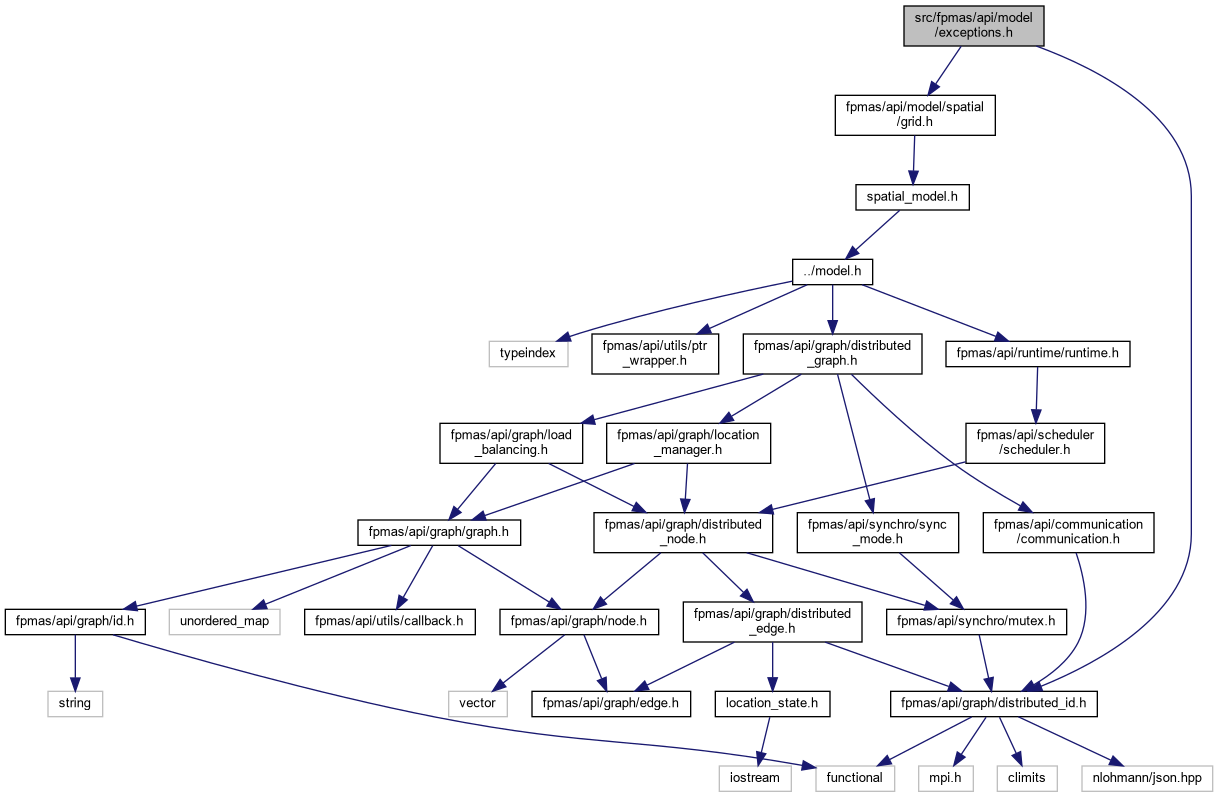 src/fpmas/api/model
/exceptions.h
fpmas/api/model/spatial
/grid.h
spatial_model.h
../model.h
typeindex
fpmas/api/utils/ptr
_wrapper.h
fpmas/api/graph/distributed
_graph.h
fpmas/api/runtime/runtime.h
fpmas/api/graph/load
_balancing.h
fpmas/api/graph/location
_manager.h
fpmas/api/scheduler
/scheduler.h
fpmas/api/graph/graph.h
fpmas/api/graph/distributed
_node.h
fpmas/api/synchro/sync
_mode.h
fpmas/api/communication
/communication.h
fpmas/api/graph/id.h
unordered_map
fpmas/api/utils/callback.h
fpmas/api/graph/node.h
fpmas/api/graph/distributed
_edge.h
fpmas/api/synchro/mutex.h
string
vector
fpmas/api/graph/edge.h
location_state.h
fpmas/api/graph/distributed_id.h
iostream
functional
mpi.h
climits
nlohmann/json.hpp